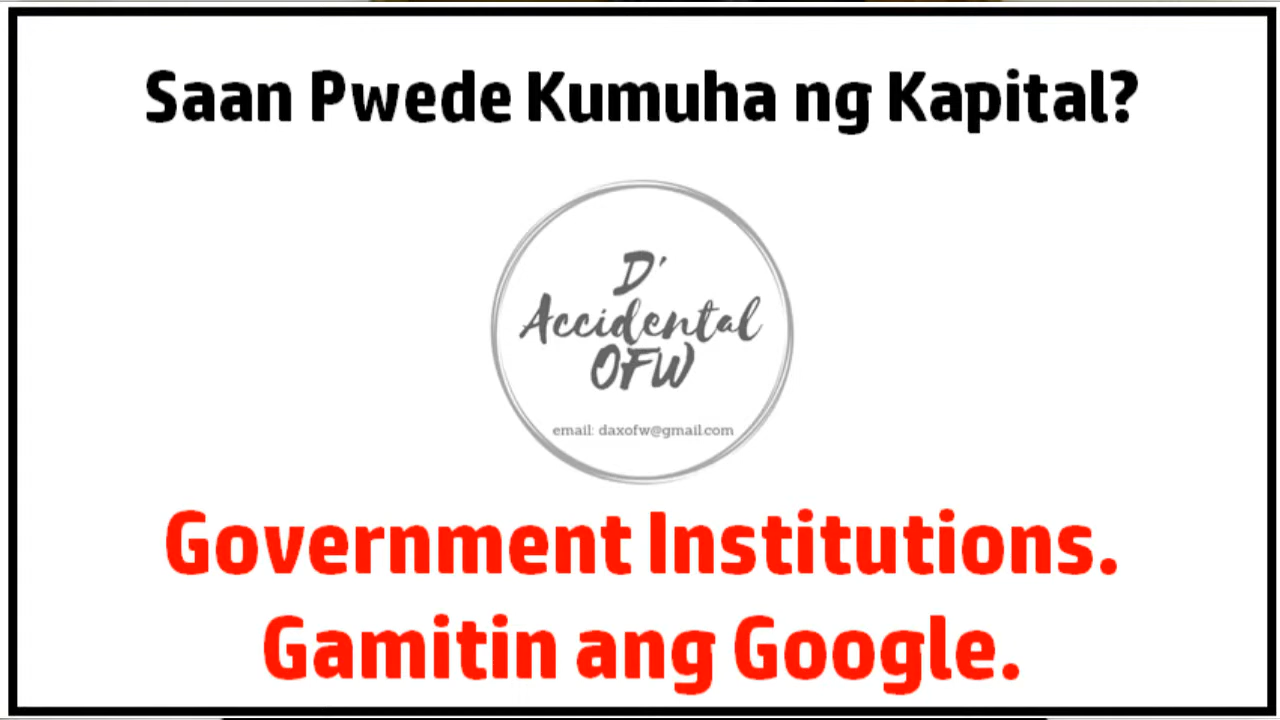 Saan Pwede Kumuha ng Kapital?
D'
Accidental
OFW
email: daxofw@gmail.com
Government Institutions.
Gamitin ang Google.